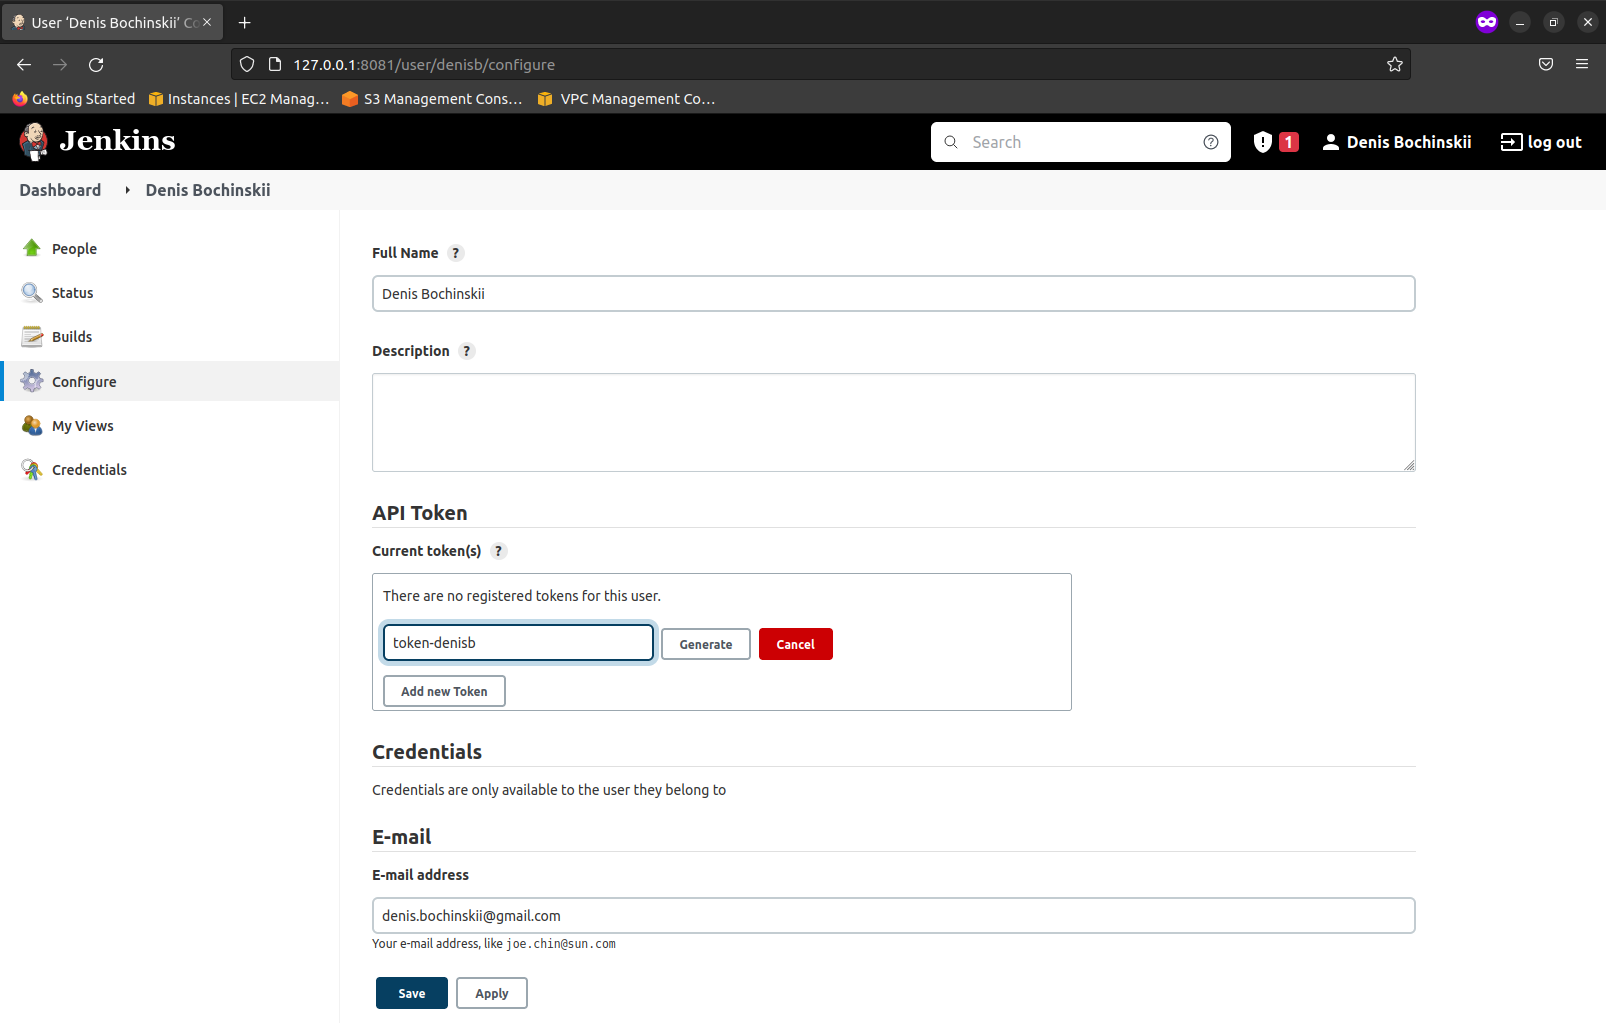 User ‘Denis Bochinskii’ Co
127.0.0.1:8081/user/denisb/configure
Getting Started
Instances | EC2 Manag…
S3 Management Cons…
VPC Management Co…
Jenkins
Search
1
Denis Bochinskii
log out
Dashboard
Denis Bochinskii
People
Status
Builds
Configure
My Views
Credentials
Full Name ?
Denis Bochinskii
Description ?
API Token
Current token(s) ?
There are no registered tokens for this user.
token-denisb
Generate
Cancel
Add new Token
Credentials
Credentials are only available to the user they belong to
E-mail
E-mail address
denis.bochinskii@gmail.com
Your e-mail address, like joe.chin@sun.com
Save
Apply